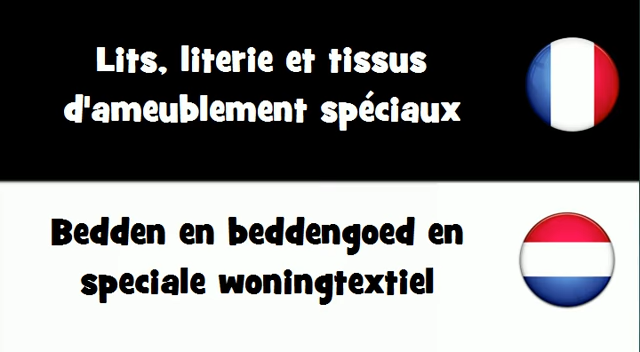 Lits, literie et tissus
d'ameublement spéciaux
Bedden en beddengoed en
speciale woningtextiel